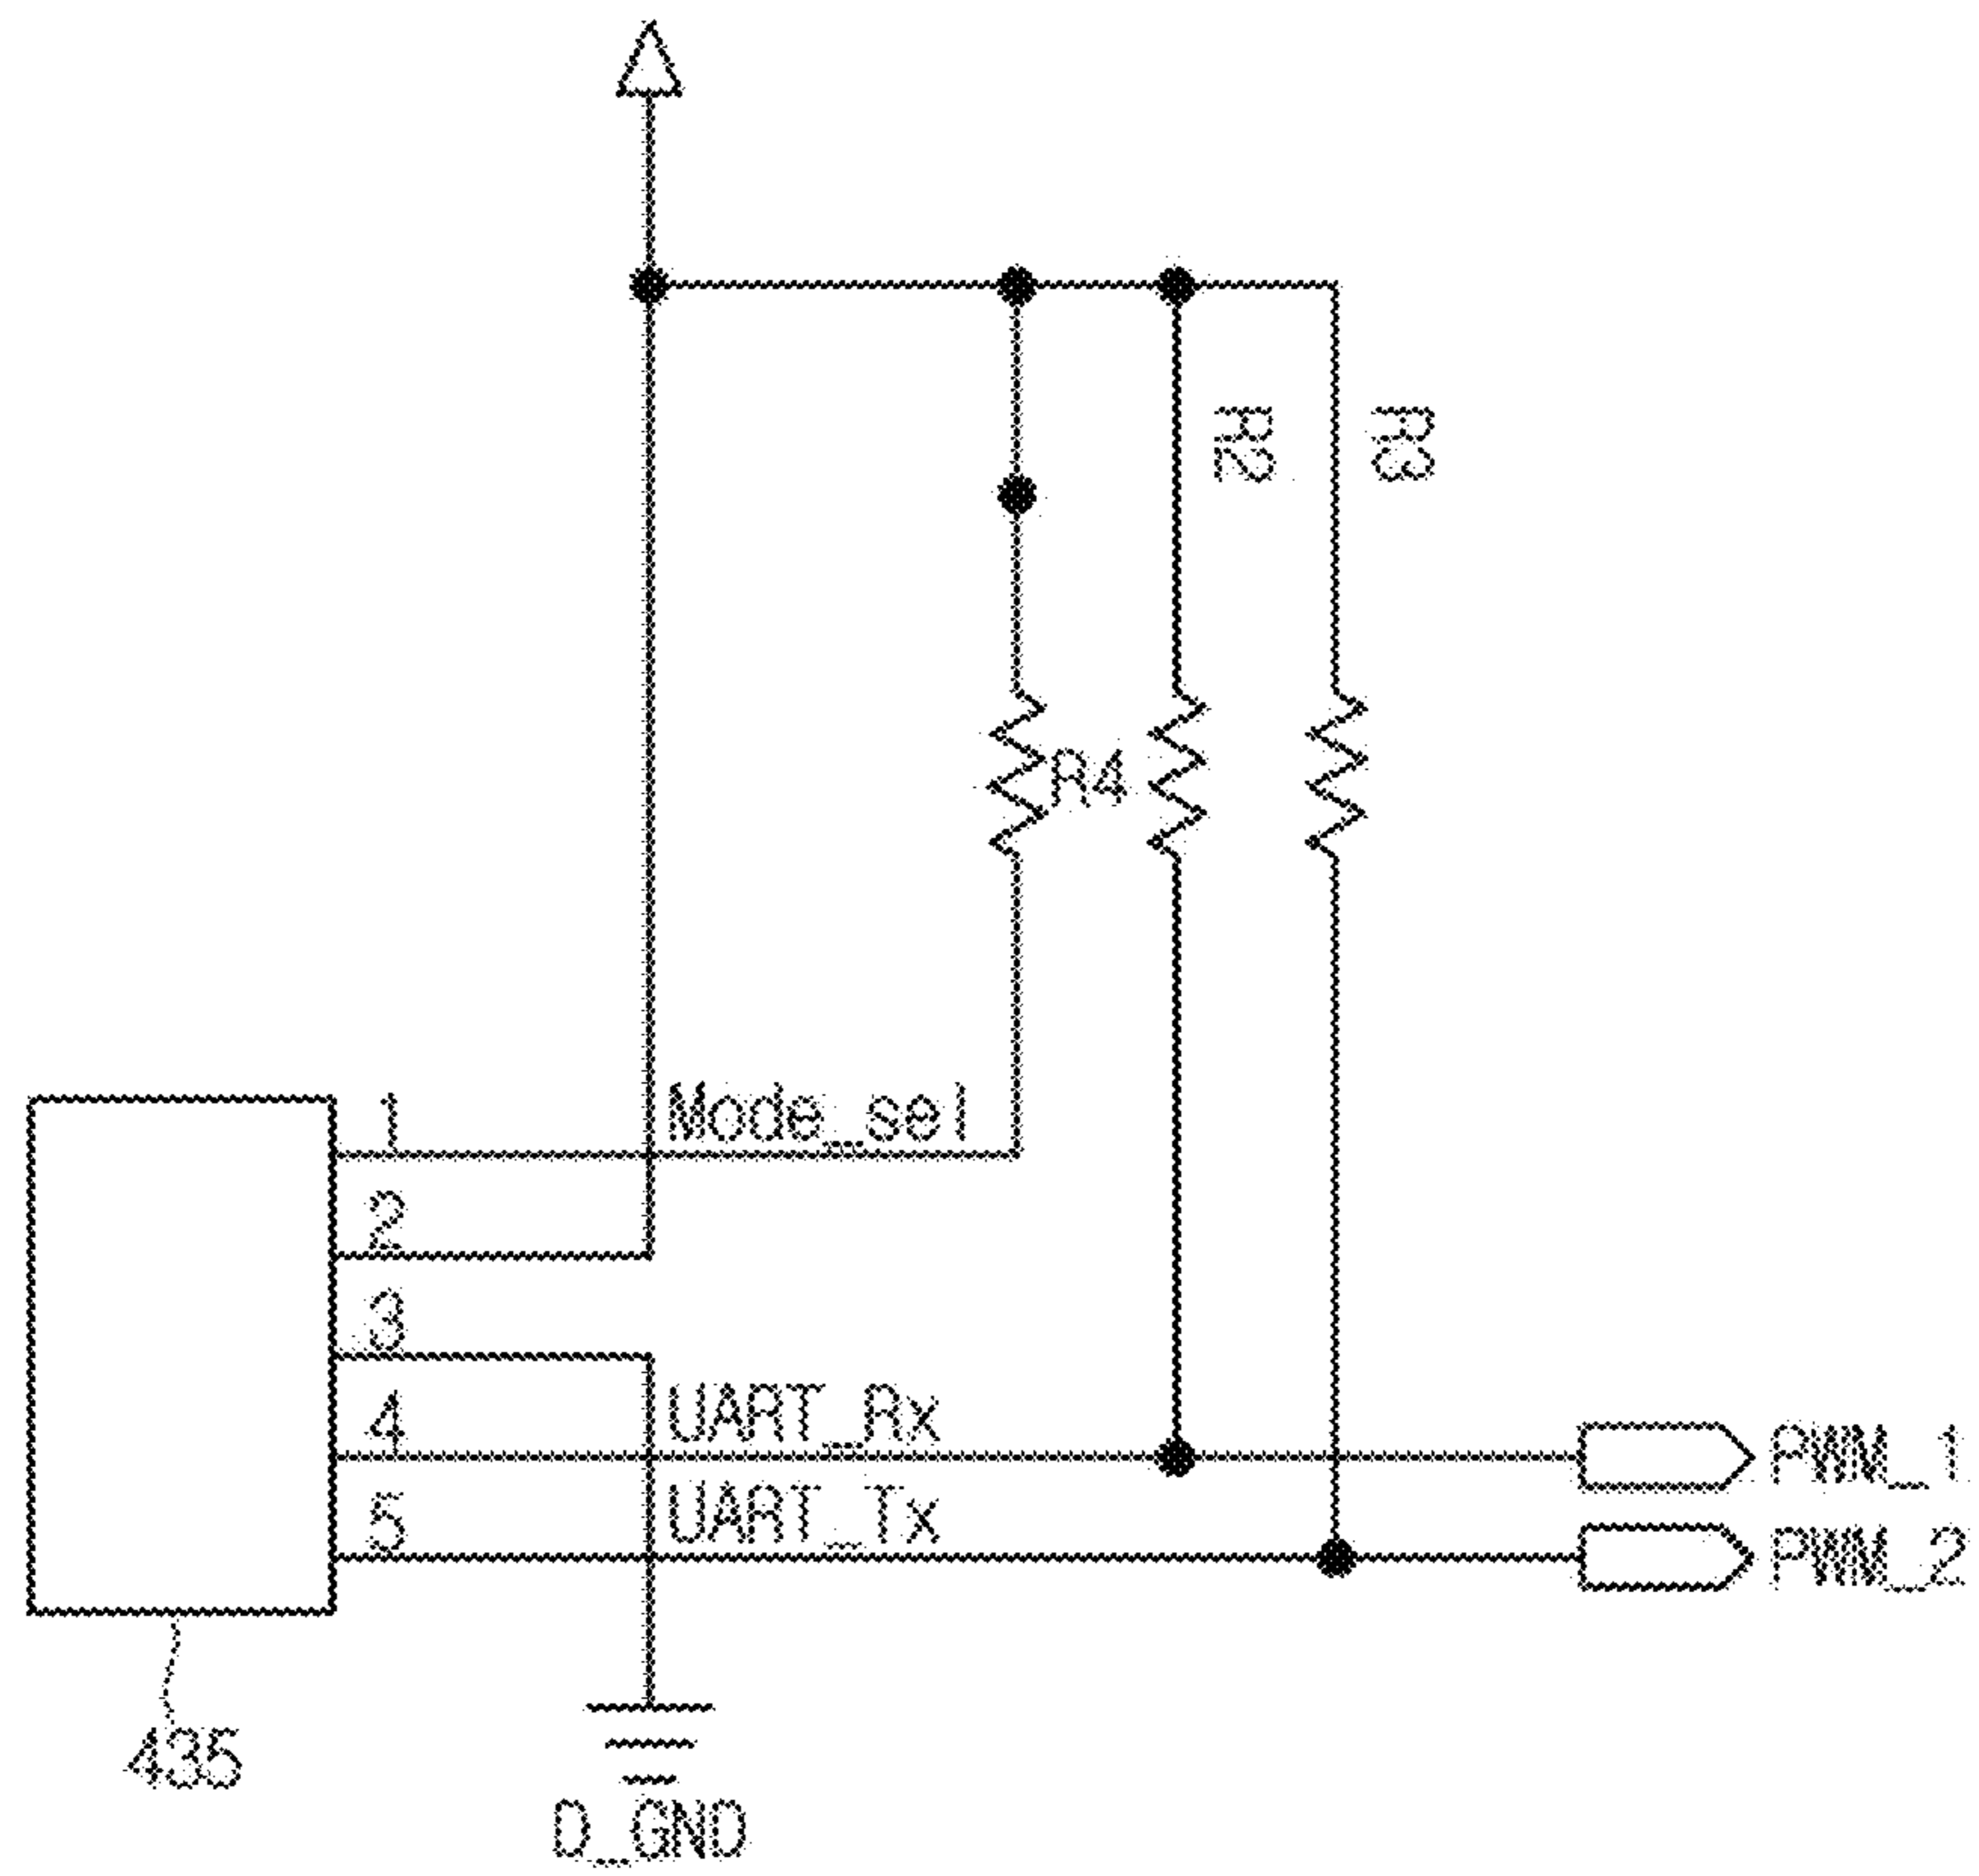 R2
R3
R4
1
Mode_sel
2
3
4
UART_Rx
PWM_1
5
UART_Tx
PWM_2
435
D_GND